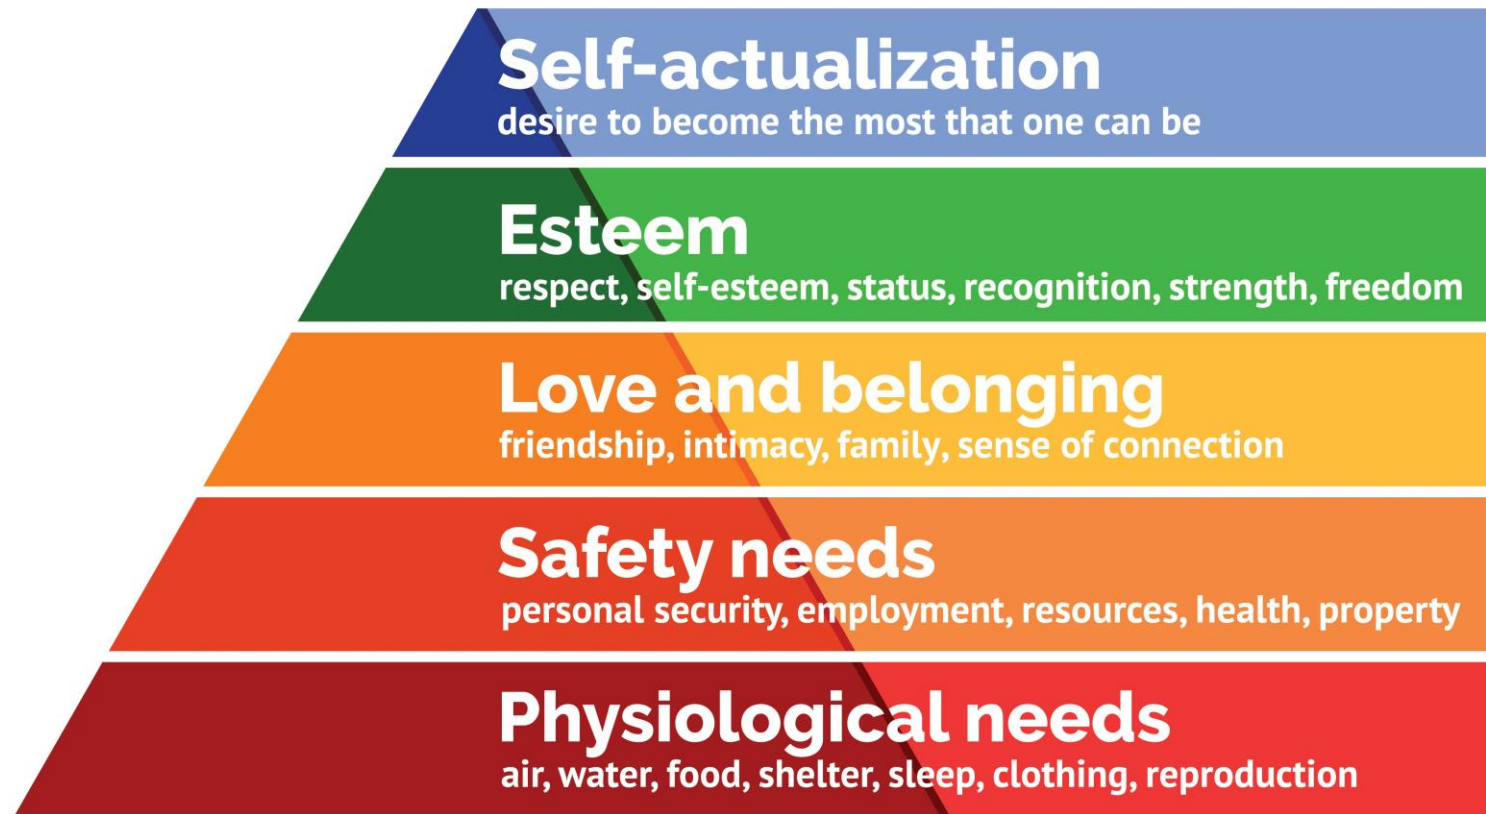 Self-actualization
desire to become the most that one can be
Esteem
respect, self-esteem, status, recognition, strength, freedom
Love and belonging
friendship, intimacy, family, sense of connection
Safety needs
personal security, employment, resources, health, property
Physiological needs
air, water, food, shelter, sleep, clothing, reproduction